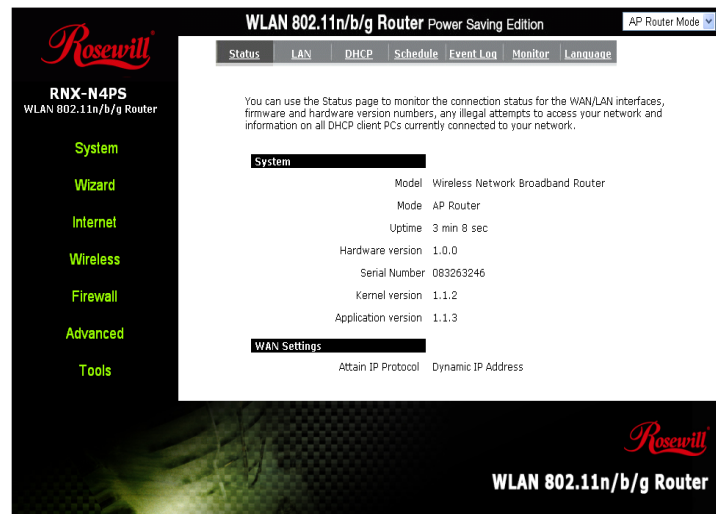 WLAN 802.11n/b/g Router Power Saving Edition
AP Router Mode
Rosewill
Status LAN DHCP Schedule Event Log Monitor Language
RNX-N4PS
WLAN 802.11n/b/g Router
System
Wizard
Internet
Wireless
Firewall
Advanced
Tools
You can use the Status page to monitor the connection status for the WAN/LAN interfaces,
firmware and hardware version numbers, any illegal attempts to access your network and
information on all DHCP client PCs currently connected to your network.
System
Model Wireless Network Broadband Router
Mode AP Router
Uptime 3 min 8 sec
Hardware version 1.0.0
Serial Number 083263246
Kernel version 1.1.2
Application version 1.1.3
WAN Settings
Attain IP Protocol Dynamic IP Address
Rosewill
WLAN 802.11n/b/g Router